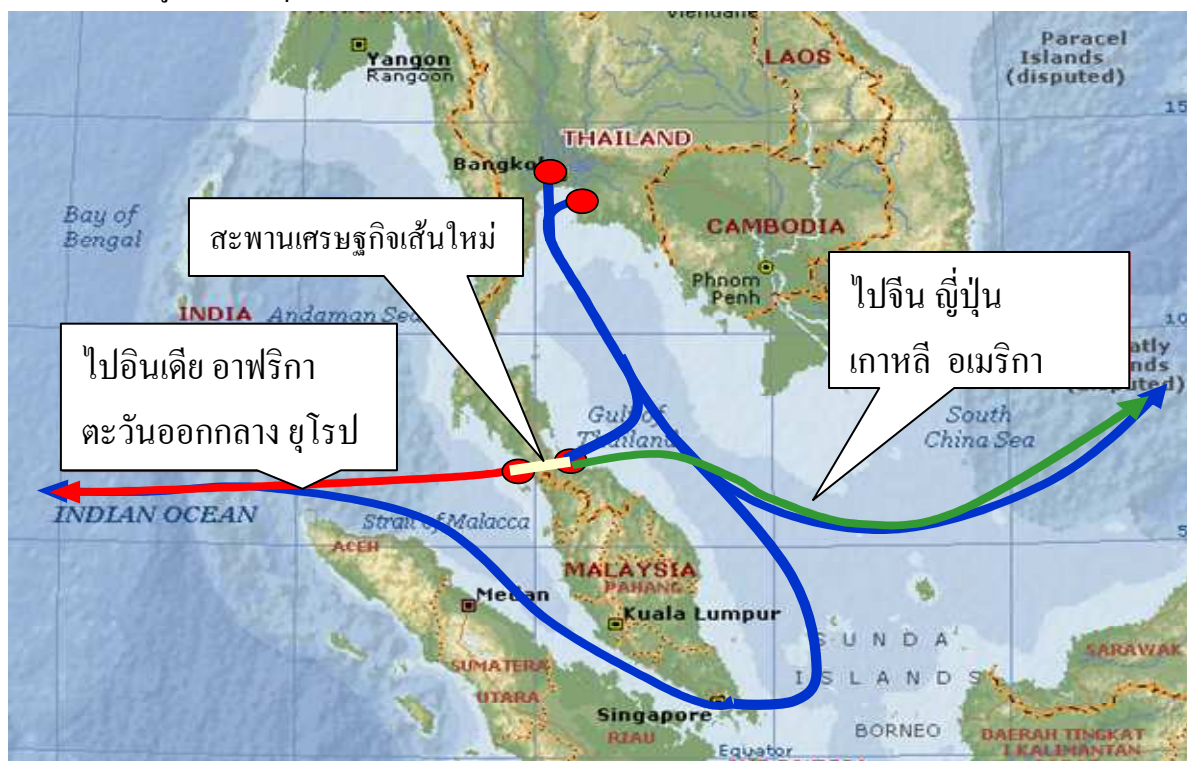 Vientiane
Paracel
Islands
(disputed)
Yangon
Rangoon
LAOS
15
THAILAND
Bay of
Bengal
สะพานเศรษฐกิจเส้นใหม่
CAMBODIA
Phnom
Penh
ไปจีน ญี่ปุ่น
เกาหลี อเมริกา
INDIA
Andaman
10
ไปอินเดีย อาฟริกา
ตะวันออกกลาง ยุโรป
Gulf of
Thailand
South
China Sea
INDIAN OCEAN
Strait of Malacca
5
ACEH
MALAYSIA
PAHANG
Medan
Kuala Lumpur
SUNDA
ISLANDS
SARAWAK
SUMATERA
UTARA
Singapore
RIAU
BORNEO
DAERAH TINGKAT
I KALIMANTAN
Equator